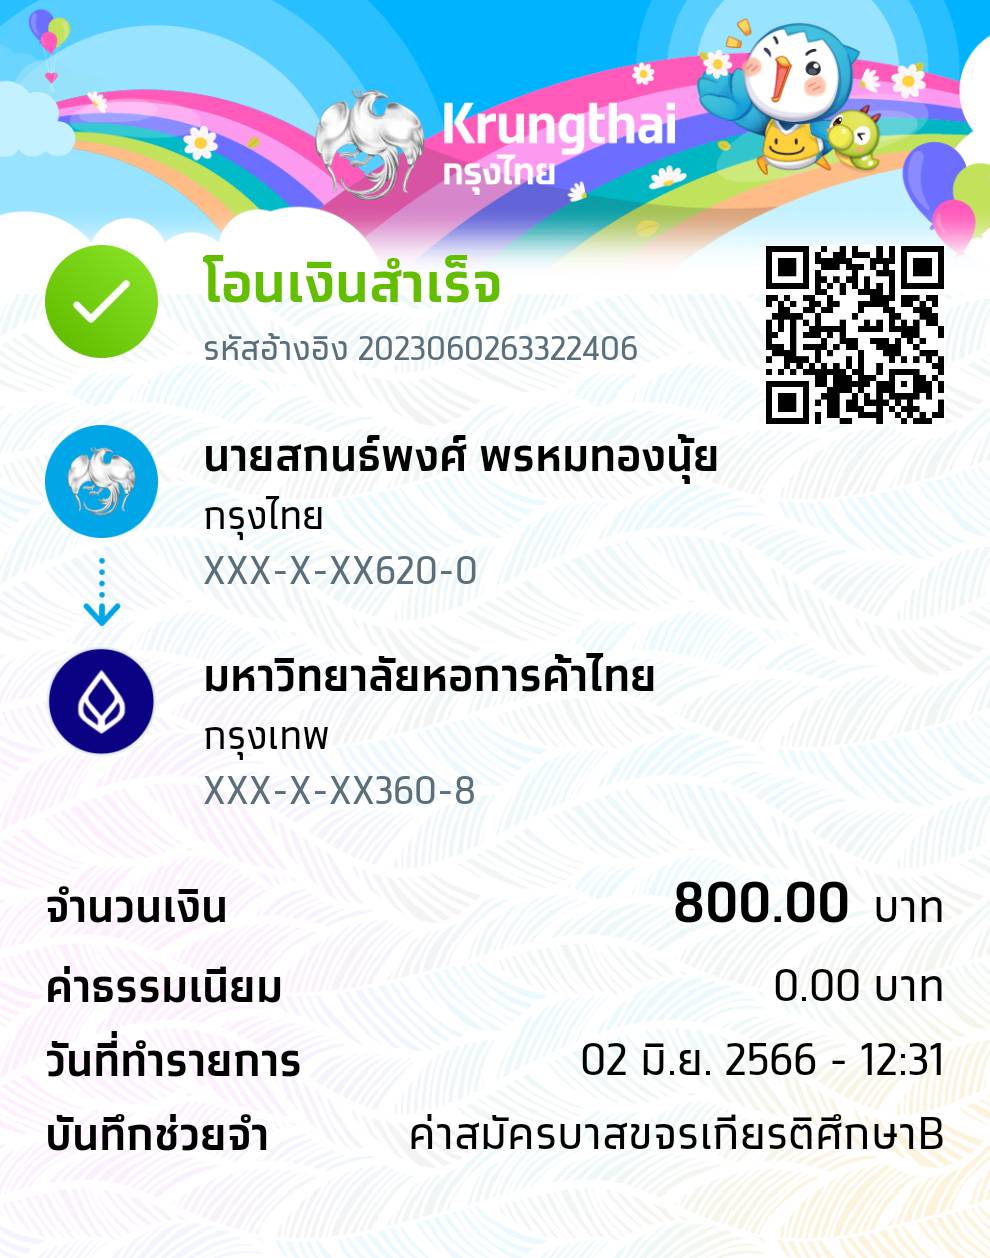 Krungthai
กรุงไทย
โอนเงินสำเร็จ
รหัสอ้างอิง 2023060263322406
นายสกนธ์พงศ์ พรหมทองนุ้ย
กรุงไทย
XXX-X-XX620-0
มหาวิทยาลัยหอการค้าไทย
กรุงเทพ
XXX-X-XX360-8
จำนวนเงิน 800.00 บาท
ค่าธรรมเนียม 0.00 บาท
วันที่ทำรายการ 02 มิ.ย. 2566 - 12:31
บันทึกช่วยจำ ค่าสมัครบาสขจรเกียรติศึกษาB